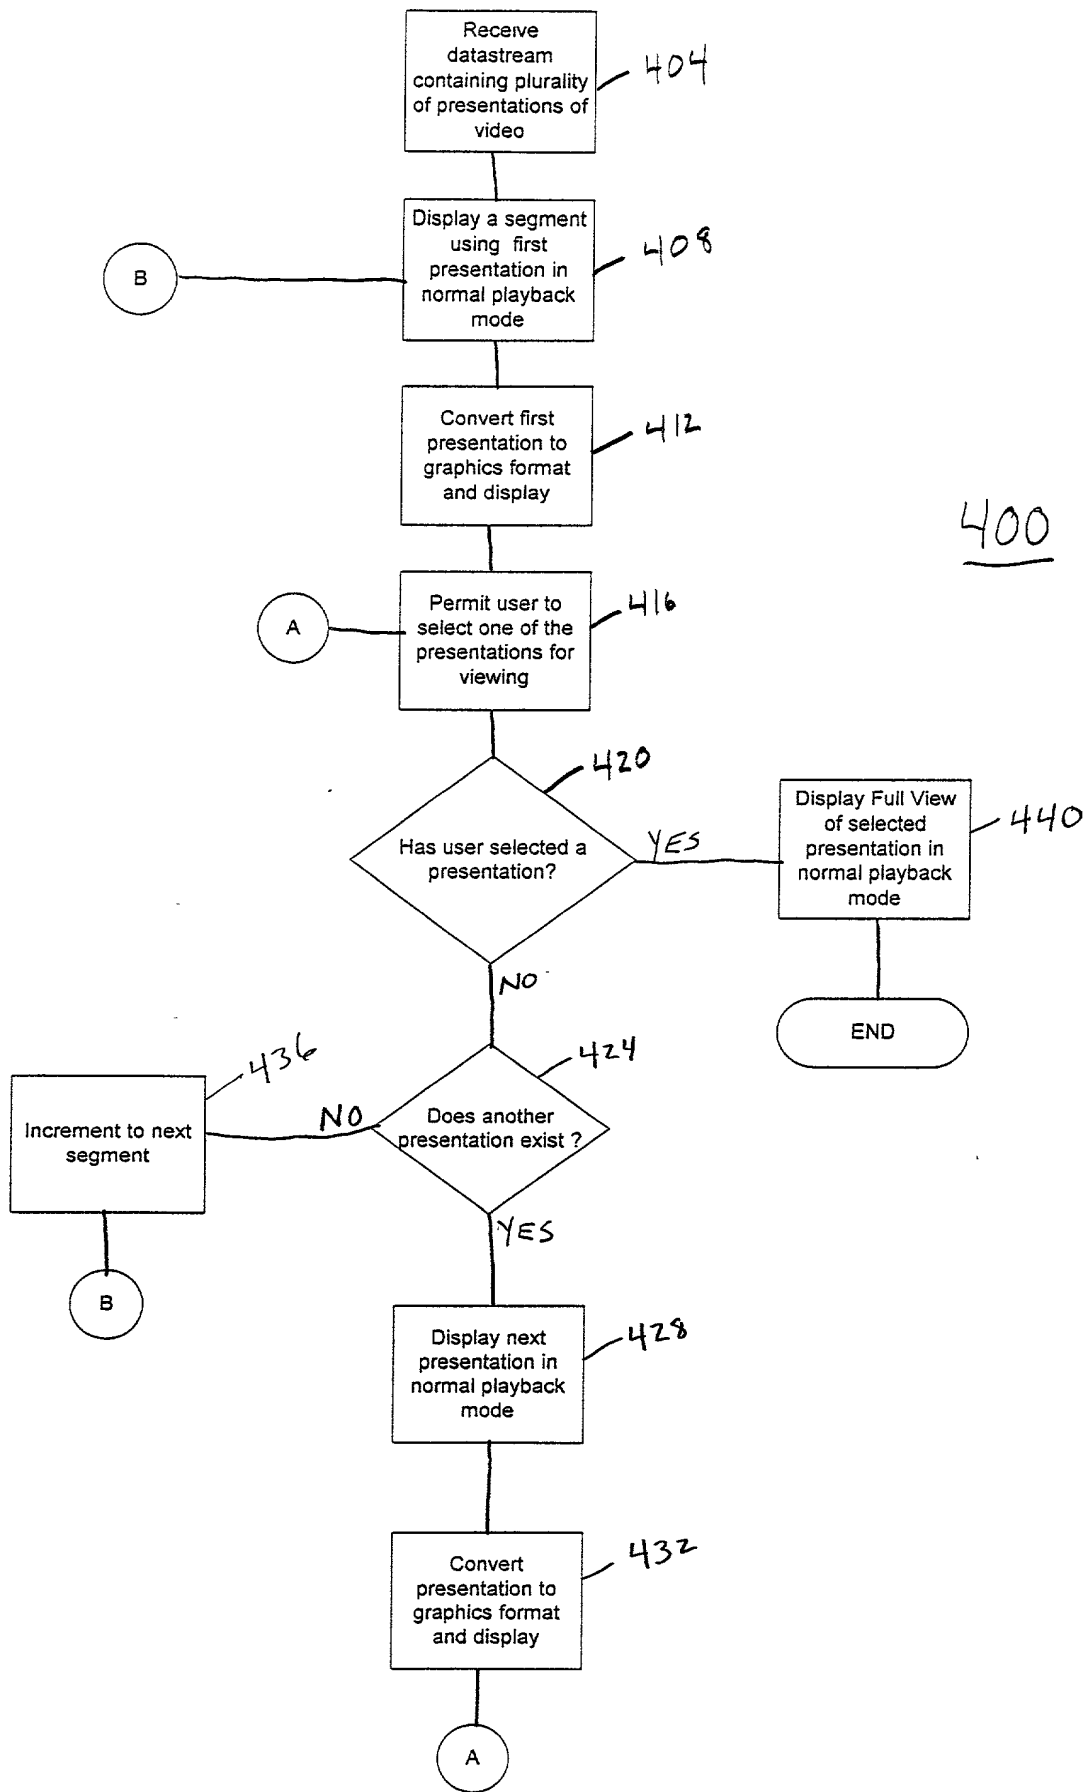 Receive
datastream
containing plurality
of presentations of
video
404
Display a segment
using first
presentation in
normal playback
mode
408
B
Convert first
presentation to
graphics format
and display
412
400
Permit user to
select one of the
presentations for
viewing
416
A
420
Has user selected a
presentation?
YES
Display Full View
of selected
presentation in
normal playback
mode
440
NO
END
424
Does another
presentation exist ?
NO
436
Increment to next
segment
B
YES
Display next
presentation in
normal playback
mode
428
Convert
presentation to
graphics format
and display
432
A